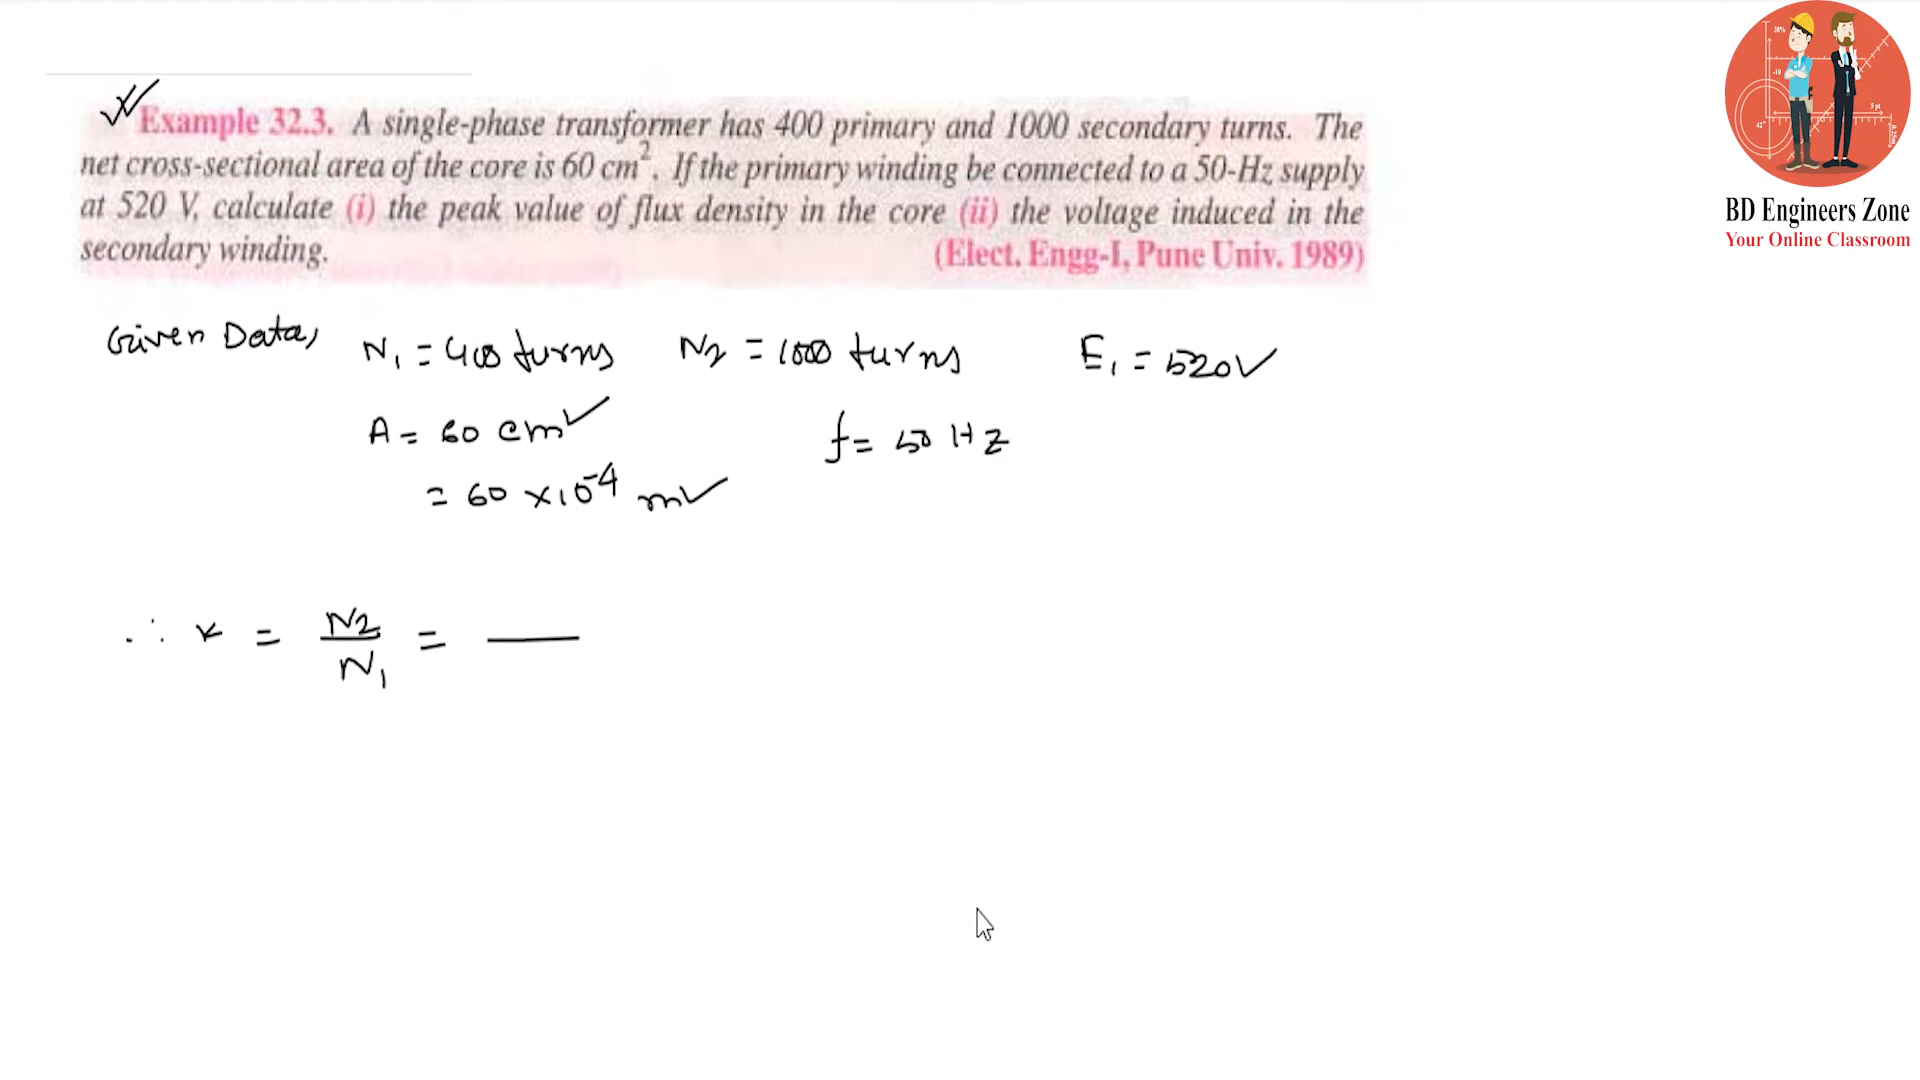 Example 32.3. A single-phase transformer has 400 primary and 1000 secondary turns. The
net cross-sectional area of the core is 60 cm². If the primary winding be connected to a 50-Hz supply
at 520 V, calculate (i) the peak value of flux density in the core (ii) the voltage induced in the
secondary winding. (Elect. Engg-I, Pune Univ. 1989)
BD Engineers Zone
Your Online Classroom
Given Data,
N₁ = 400 turns N₂ = 1000 turns E₁ = 520V
A = 60 cm² f = 50 Hz
= 60 × 10⁻⁴ m²
∴ K = N₂/N₁ =